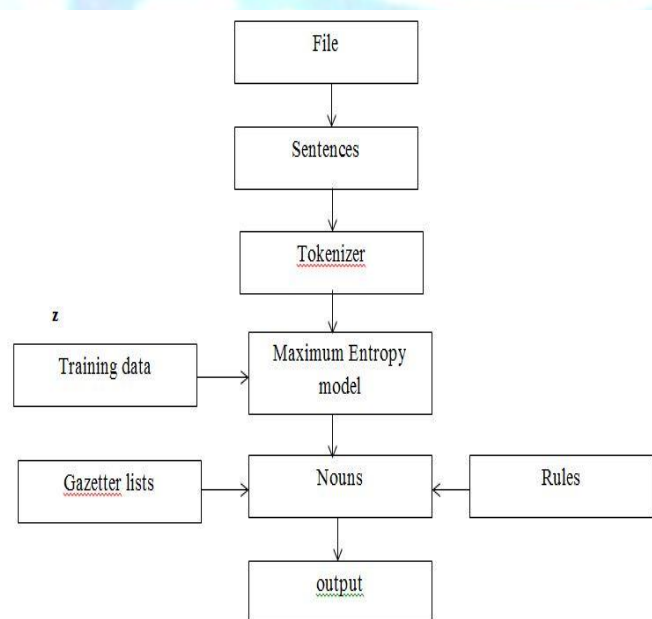 File
Sentences
Tokenizer
z
Training data
Maximum Entropy
model
Gazetter lists
Nouns
Rules
output